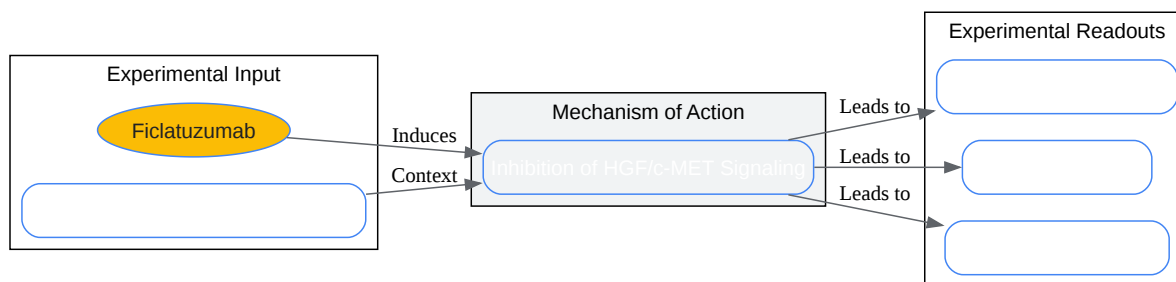 Experimental Input
Ficlatuzumab
Induces
Context
Mechanism of Action
Inhibition of HGF/c-MET Signaling
Leads to
Leads to
Leads to
Experimental Readouts